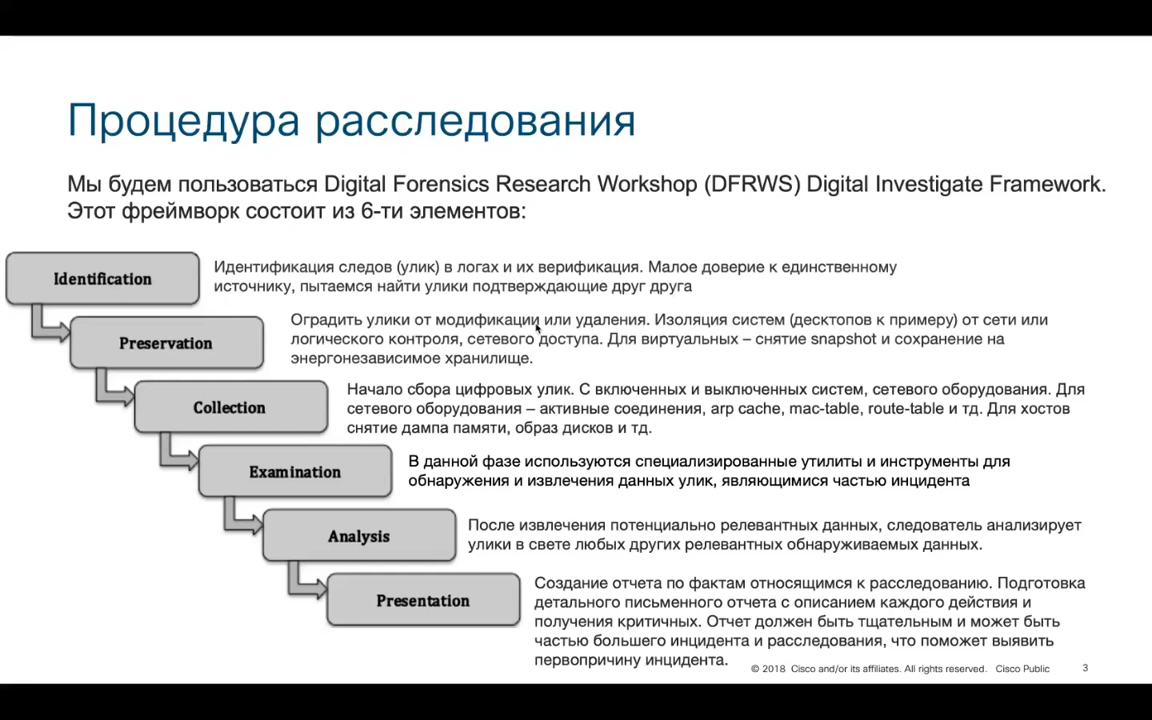 Процедура расследования
Мы будем пользоваться Digital Forensics Research Workshop (DFRWS) Digital Investigate Framework.
Этот фреймворк состоит из 6-ти элементов:
Identification
Идентификация следов (улик) в логах и их верификация. Малое доверие к единственному
источнику, пытаемся найти улики подтверждающие друг друга
Preservation
Оградить улики от модификации или удаления. Изоляция систем (десктопов к примеру) от сети или
логического контроля, сетевого доступа. Для виртуальных – снятие snapshot и сохранение на
энергонезависимое хранилище.
Collection
Начало сбора цифровых улик. С включенных и выключенных систем, сетевого оборудования. Для
сетевого оборудования – активные соединения, arp cache, mac-table, route-table и тд. Для хостов
снятие дампа памяти, образ дисков и тд.
Examination
В данной фазе используются специализированные утилиты и инструменты для
обнаружения и извлечения данных улик, являющимися частью инцидента
Analysis
После извлечения потенциально релевантных данных, следователь анализирует
улики в свете любых других релевантных обнаруживаемых данных.
Presentation
Создание отчета по фактам относящимся к расследованию. Подготовка
детального письменного отчета с описанием каждого действия и
получения критичных. Отчет должен быть тщательным и может быть
частью большего инцидента и расследования, что поможет выявить
первопричину инцидента.
© 2018 Cisco and/or its affiliates. All rights reserved. Cisco Public
3